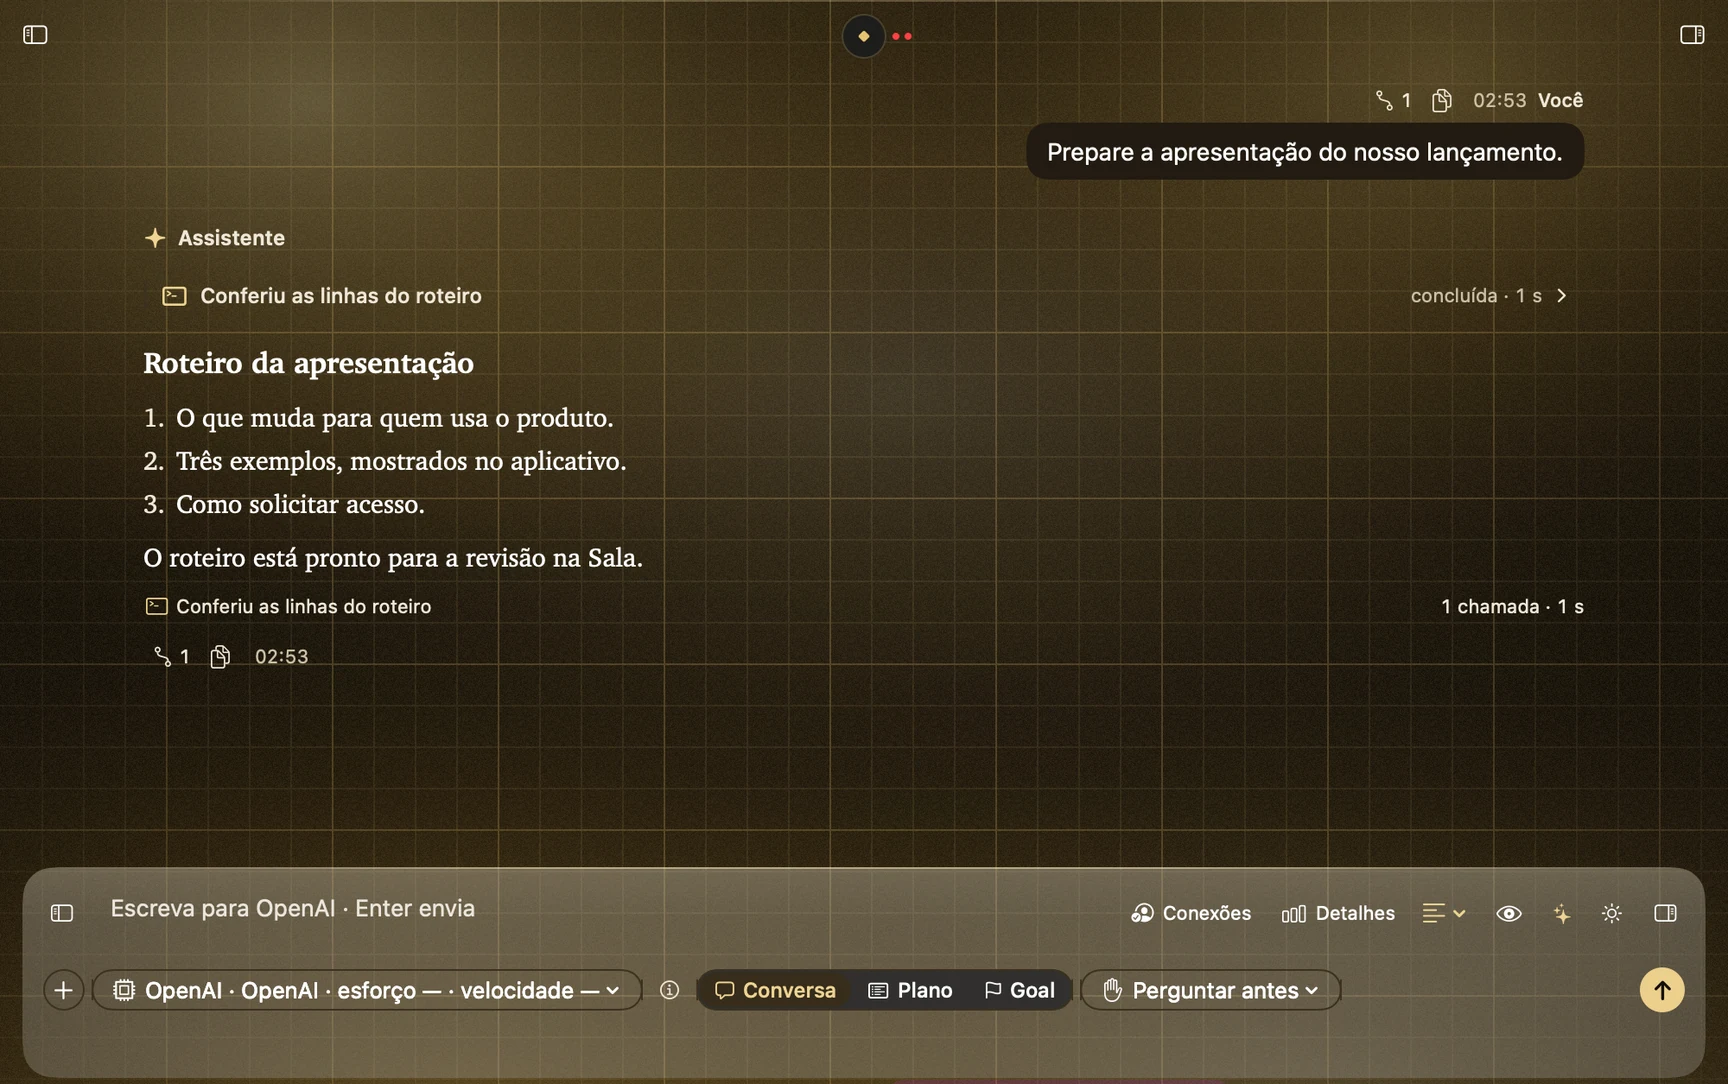 1 02:53 Você
Prepare a apresentação do nosso lançamento.
Assistente
Conferiu as linhas do roteiro concluída · 1 s
Roteiro da apresentação
1. O que muda para quem usa o produto.
2. Três exemplos, mostrados no aplicativo.
3. Como solicitar acesso.
O roteiro está pronto para a revisão na Sala.
Conferiu as linhas do roteiro 1 chamada · 1 s
1 02:53
Escreva para OpenAI · Enter envia Conexões Detalhes
OpenAI · OpenAI · esforço — · velocidade — Conversa Plano Goal Perguntar antes